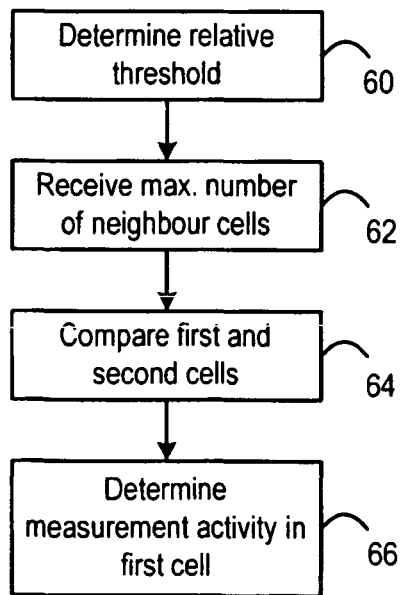 Determine relative
threshold
60
Receive max. number
of neighbour cells
62
Compare first and
second cells
64
Determine
measurement activity in
first cell
66